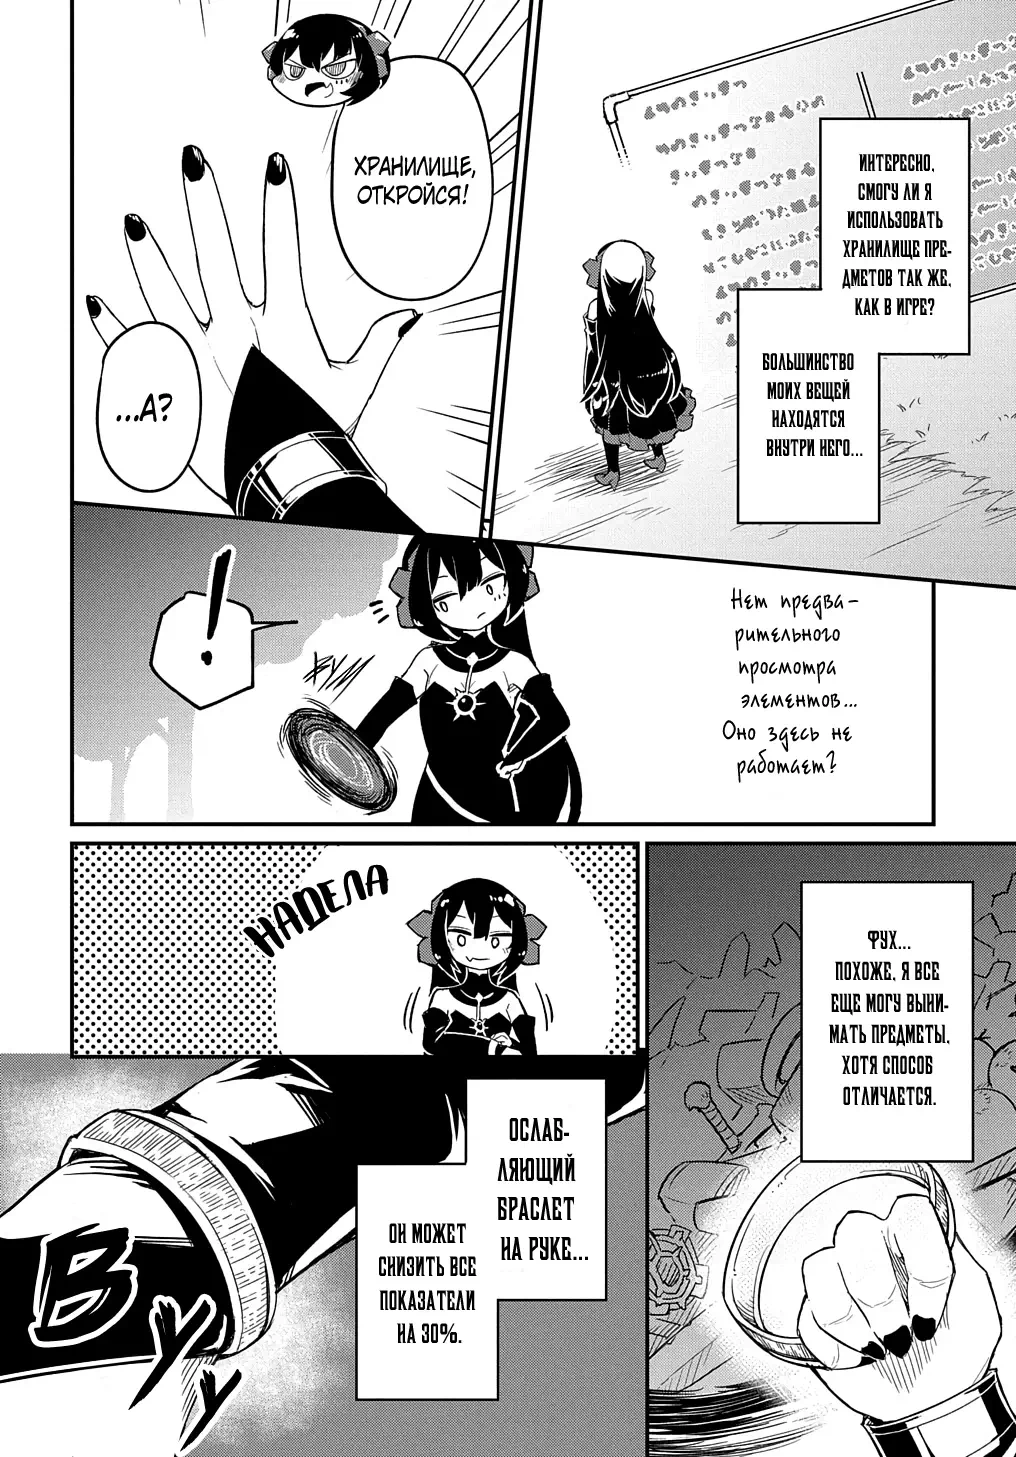 ИНТЕРЕСНО,
СМОГУ ЛИ Я
ИСПОЛЬЗОВАТЬ
ХРАНИЛИЩЕ ПРЕ-
ДМЕТОВ ТАК ЖЕ,
КАК В ИГРЕ?
БОЛЬШИНСТВО
МОИХ ВЕЩЕЙ
НАХОДЯТСЯ
ВНУТРИ НЕГО...
ХРАНИЛИЩЕ,
ОТКРОЙСЯ!
...А?
Нет предва-
рительного
просмотра
элементов...
Оно здесь не
работает?
ВУУ
!
ФУХ...
ПОХОЖЕ, Я ВСЕ
ЕЩЕ МОГУ ВЫНИ-
МАТЬ ПРЕДМЕТЫ,
ХОТЯ СПОСОБ
ОТЛИЧАЕТСЯ.
НАДЕЛА
ОСЛАБ-
ЛЯЮЩИЙ
БРАСЛЕТ
НА РУКЕ...
ОН МОЖЕТ
СНИЗИТЬ ВСЕ
ПОКАЗАТЕЛИ
НА 30%.
Вууу